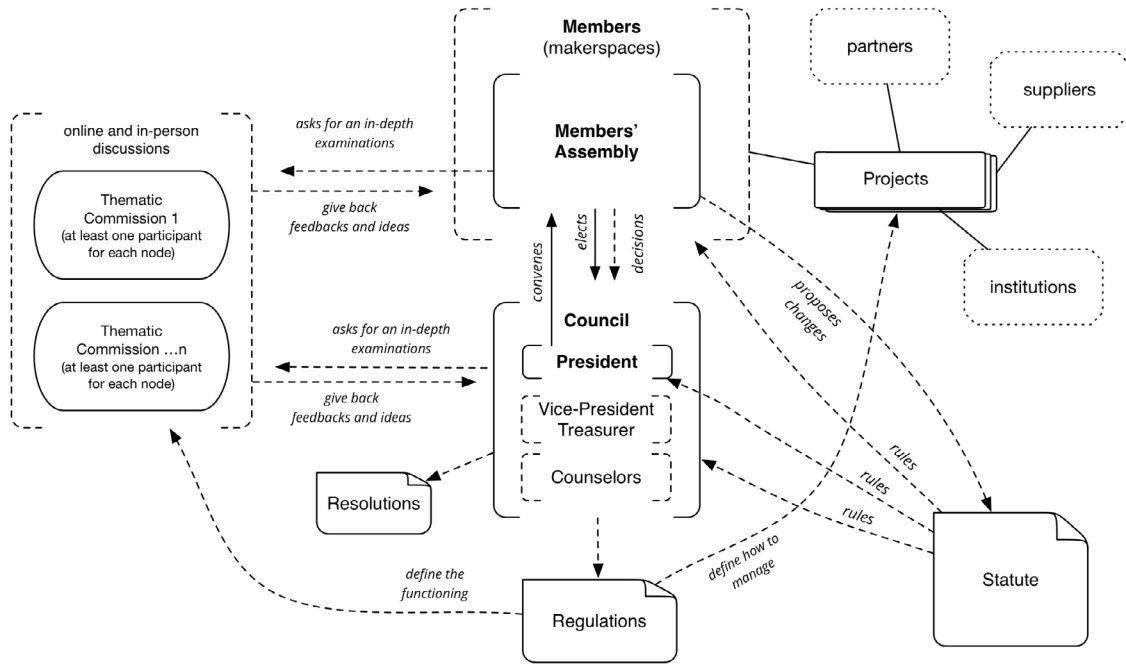 Members
(makerspaces)
Members'
Assembly
partners
suppliers
Projects
institutions
online and in-person
discussions
Thematic
Commission 1
(at least one participant
for each node)
Thematic
Commission ...n
(at least one participant
for each node)
asks for an in-depth
examinations
give back
feedbacks and ideas
convenes
elects
decisions
proposes
changes
asks for an in-depth
examinations
give back
feedbacks and ideas
Council
President
Vice-President
Treasurer
Counselors
Resolutions
rules
rules
rules
define how to
manage
define the
functioning
Regulations
Statute